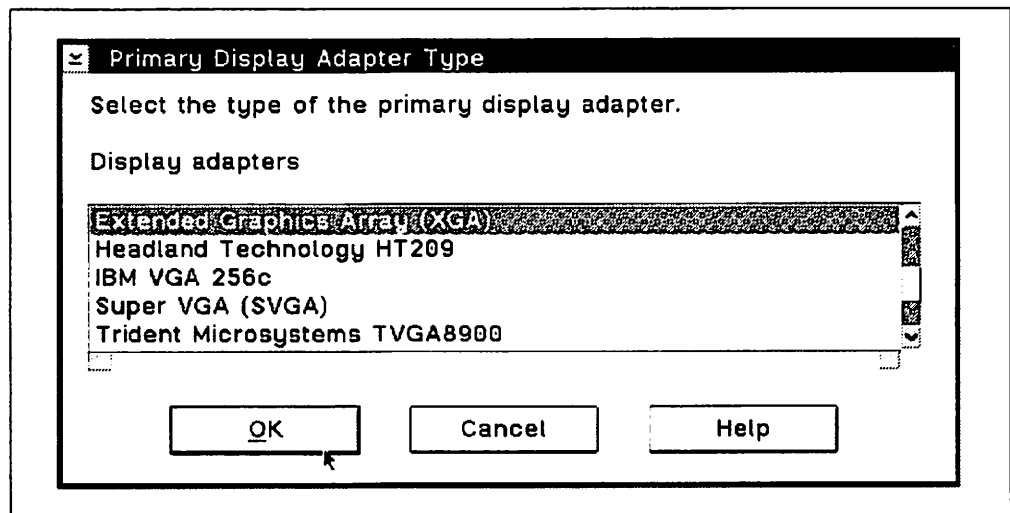 Primary Display Adapter Type
Select the type of the primary display adapter.
Display adapters
Extended Graphics Array (XGA)
Headland Technology HT209
IBM VGA 256c
Super VGA (SVGA)
Trident Microsystems TVGA8900
OK
Cancel
Help